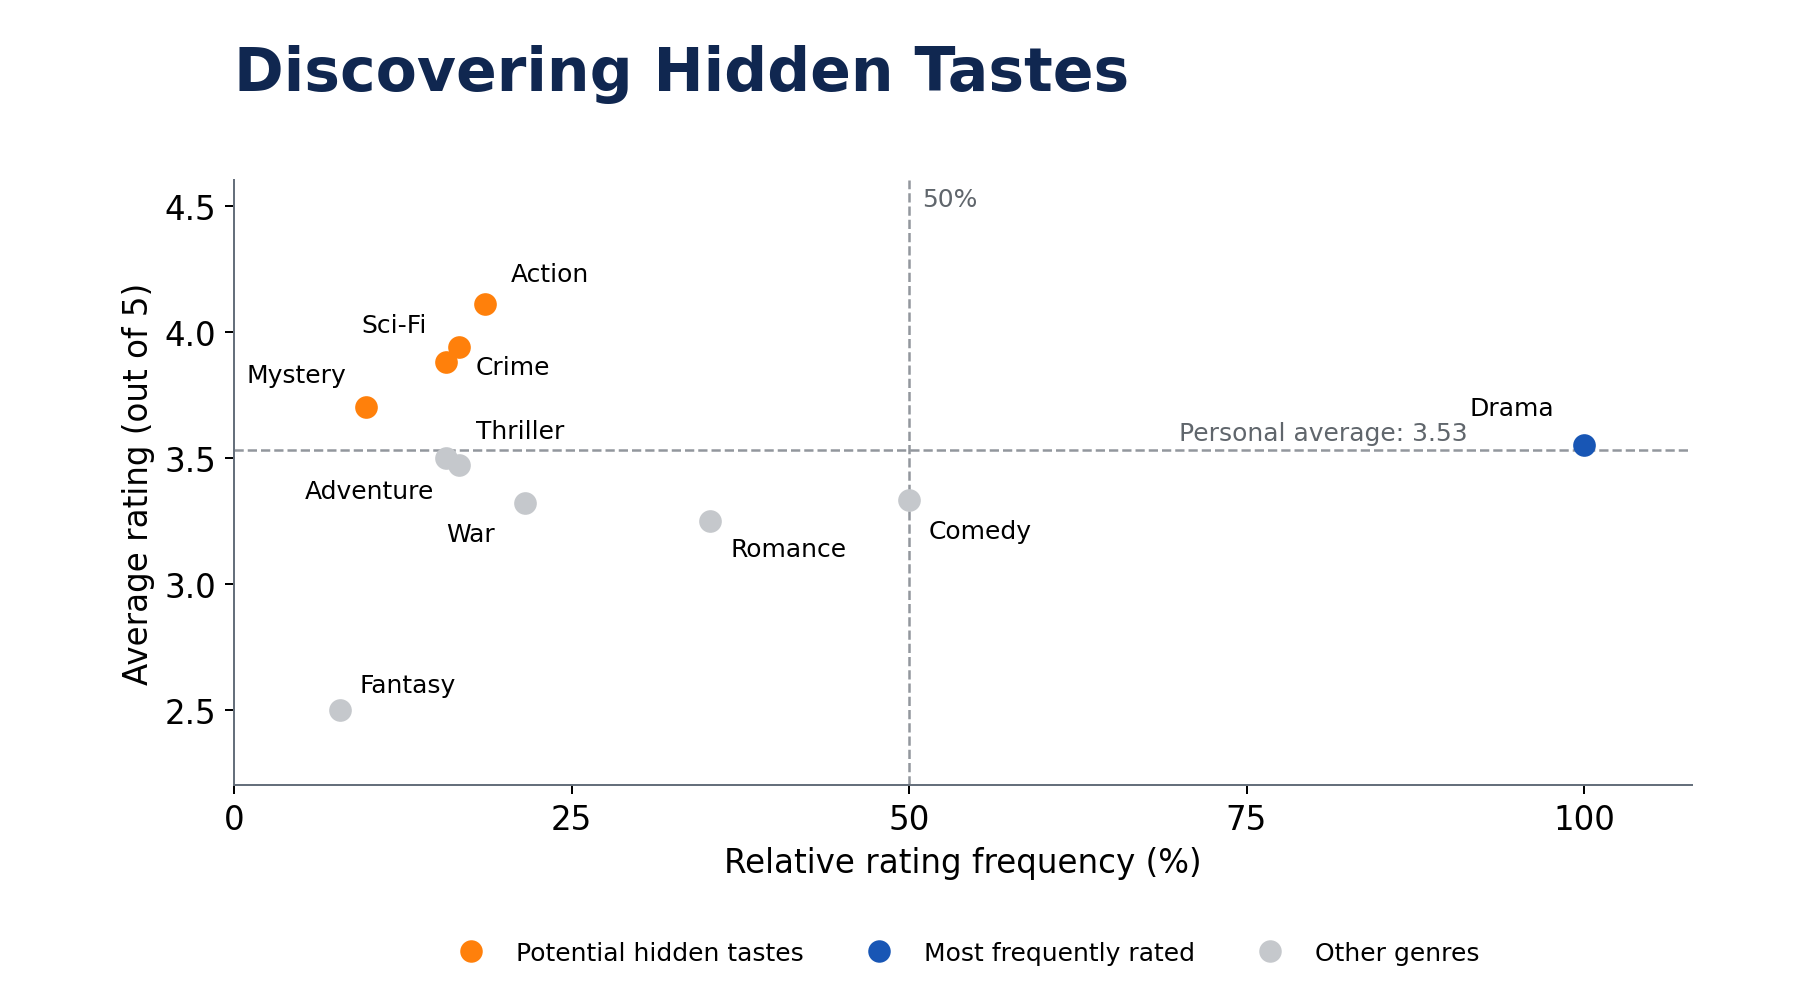 Discovering Hidden Tastes
50%
4.5
Action
Sci-Fi
4.0
Crime
Mystery
Drama
Thriller
Personal average: 3.53
3.5
Adventure
War
Comedy
Romance
3.0
Fantasy
2.5
Average rating (out of 5)
0
25
50
75
100
Relative rating frequency (%)
Potential hidden tastes
Most frequently rated
Other genres